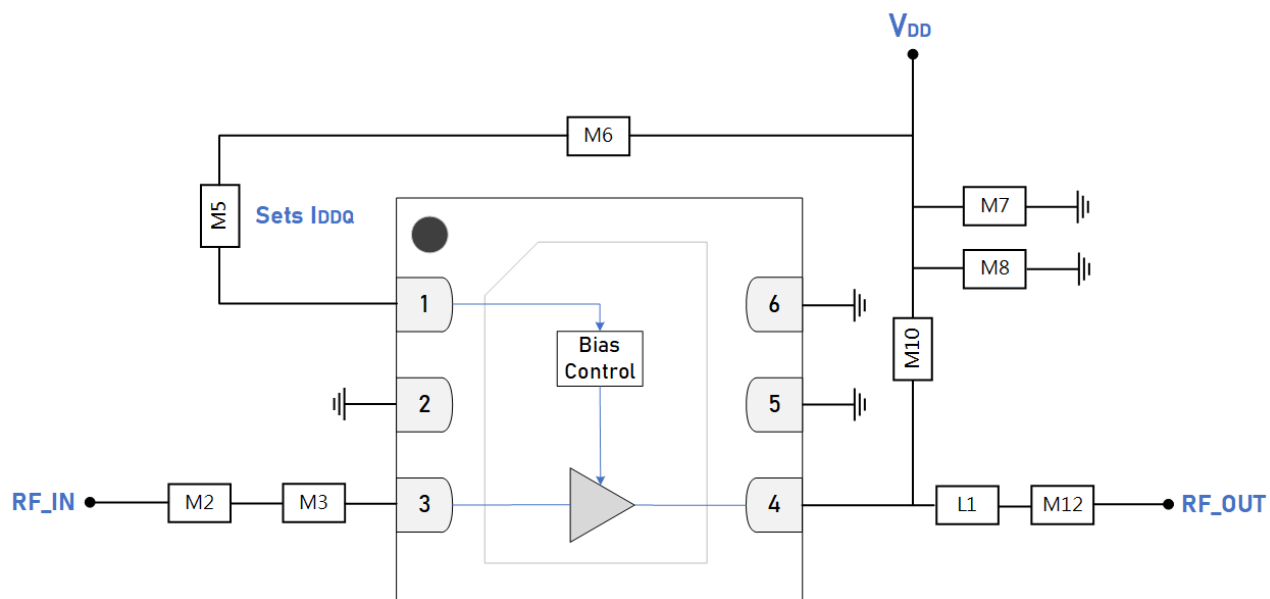 VDD
M6
M5
Sets IDDQ
M7
M8
1
6
Bias
Control
M10
2
5
RF_IN
M2
M3
3
4
L1
M12
RF_OUT